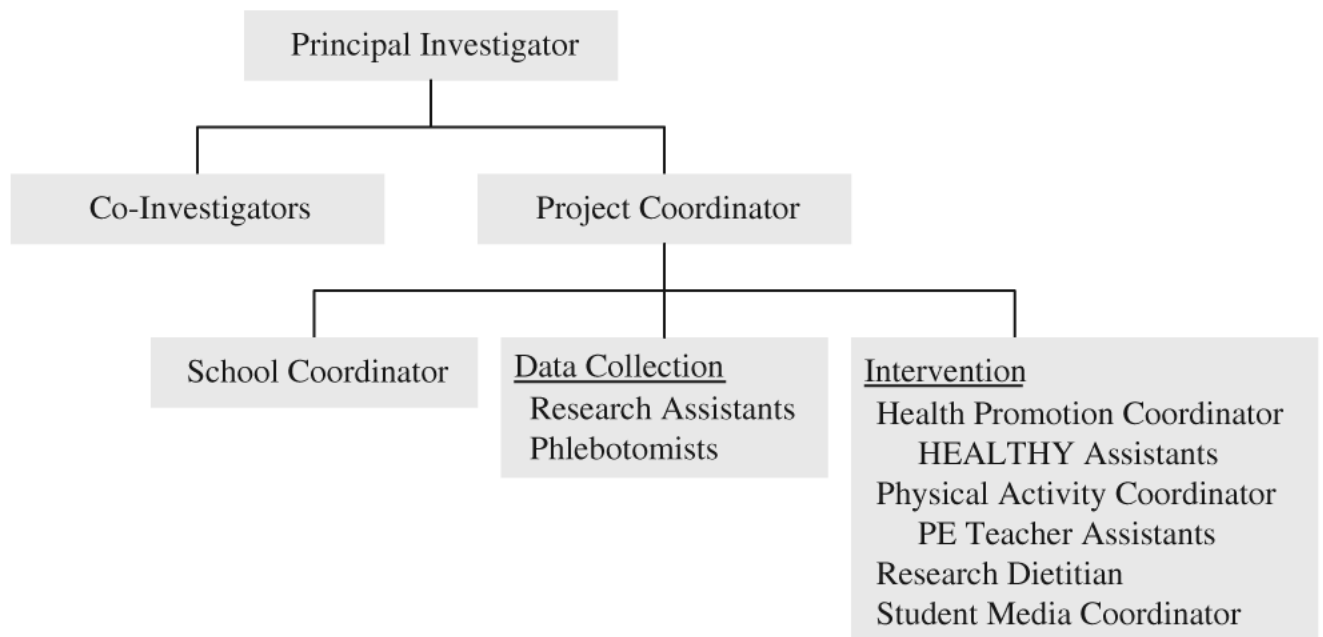 Principal Investigator
Co-Investigators
Project Coordinator
School Coordinator
Data Collection
Research Assistants
Phlebotomists
Intervention
Health Promotion Coordinator
HEALTHY Assistants
Physical Activity Coordinator
PE Teacher Assistants
Research Dietitian
Student Media Coordinator